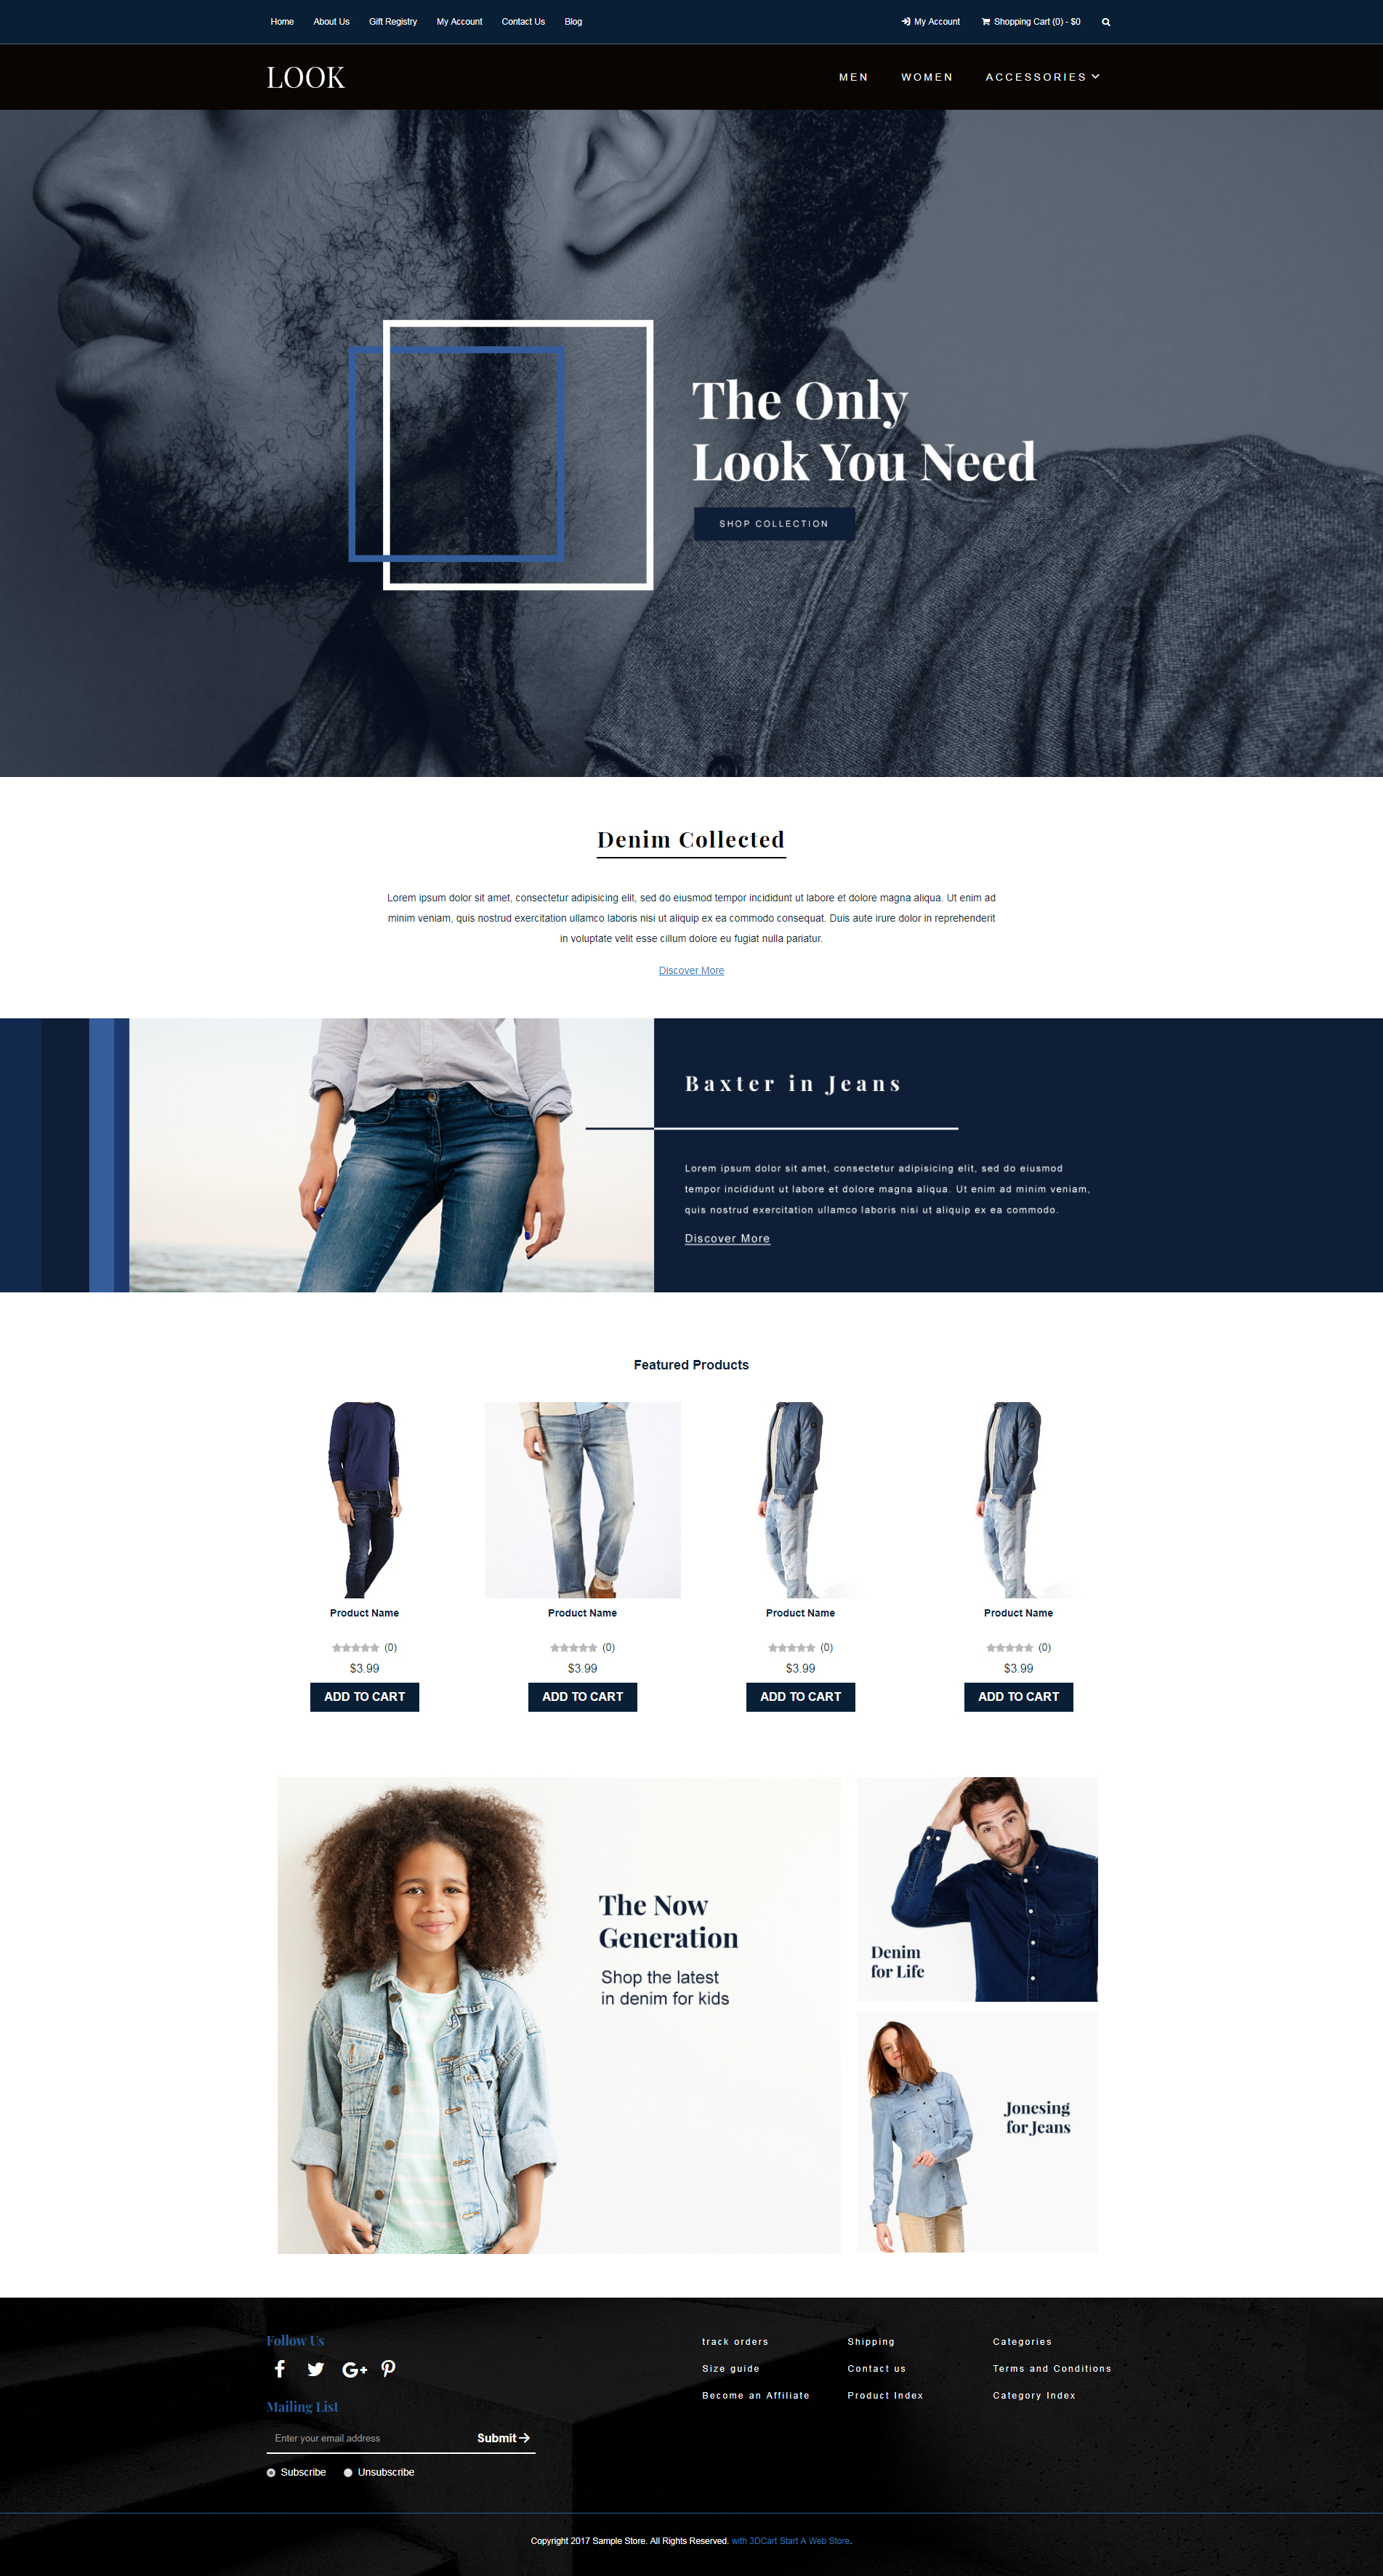 Home About Us Gift Registry My Account Contact Us Blog My Account Shopping Cart (0) - $0
LOOK MEN WOMEN ACCESSORIES
The Only
Look You Need
SHOP COLLECTION
Denim Collected
Lorem ipsum dolor sit amet, consectetur adipisicing elit, sed do eiusmod tempor incididunt ut labore et dolore magna aliqua. Ut enim ad
minim veniam, quis nostrud exercitation ullamco laboris nisi ut aliquip ex ea commodo consequat. Duis aute irure dolor in reprehenderit
in voluptate velit esse cillum dolore eu fugiat nulla pariatur.
Discover More
Baxter in Jeans
Lorem ipsum dolor sit amet, consectetur adipisicing elit, sed do eiusmod
tempor incididunt ut labore et dolore magna aliqua. Ut enim ad minim veniam,
quis nostrud exercitation ullamco laboris nisi ut aliquip ex ea commodo.
Discover More
Featured Products
Product Name Product Name Product Name Product Name
(0) (0) (0) (0)
$3.99 $3.99 $3.99 $3.99
ADD TO CART ADD TO CART ADD TO CART ADD TO CART
The Now
Generation
Shop the latest
in denim for kids
Denim
for Life
Jonesing
for Jeans
Follow Us
Mailing List
Enter your email address Submit
Subscribe Unsubscribe
track orders Shipping Categories
Size guide Contact us Terms and Conditions
Become an Affiliate Product Index Category Index
Copyright 2017 Sample Store. All Rights Reserved. with 3DCart Start A Web Store.